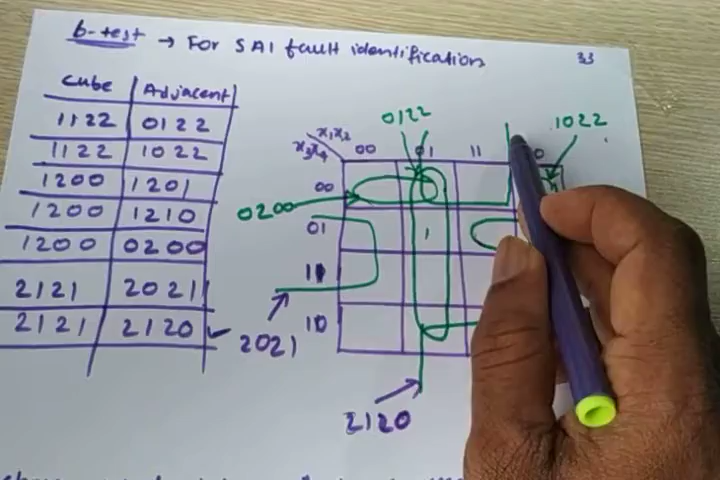 b-test → For SA1 fault identification
33
Cube Adjacent
1122 0122
1122 1022
1200 1201
1200 1210
1200 0200
2121 2021
2121 2120 ✓
0122
1022
x1x2
x3x4
00 01 11
00
01
11
10
1
0200
2021
2120